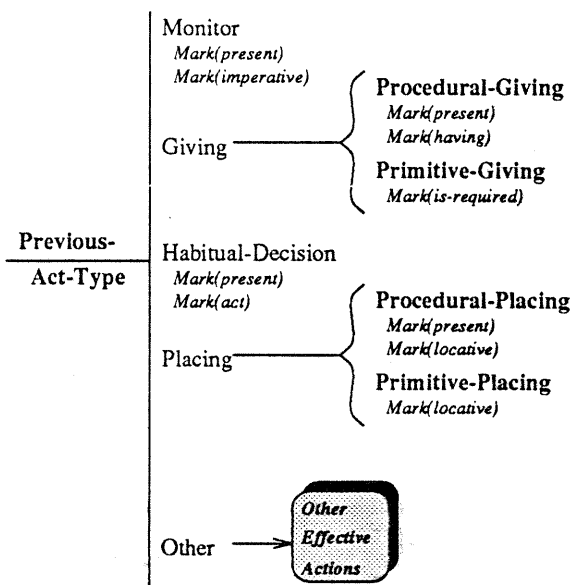 Monitor
Mark(present)
Mark(imperative)
Procedural-Giving
Mark(present)
Mark(having)
Giving
Primitive-Giving
Mark(is-required)
Previous-
Act-Type
Habitual-Decision
Mark(present)
Mark(act)
Procedural-Placing
Mark(present)
Mark(locative)
Placing
Primitive-Placing
Mark(locative)
Other
Other
Effective
Actions